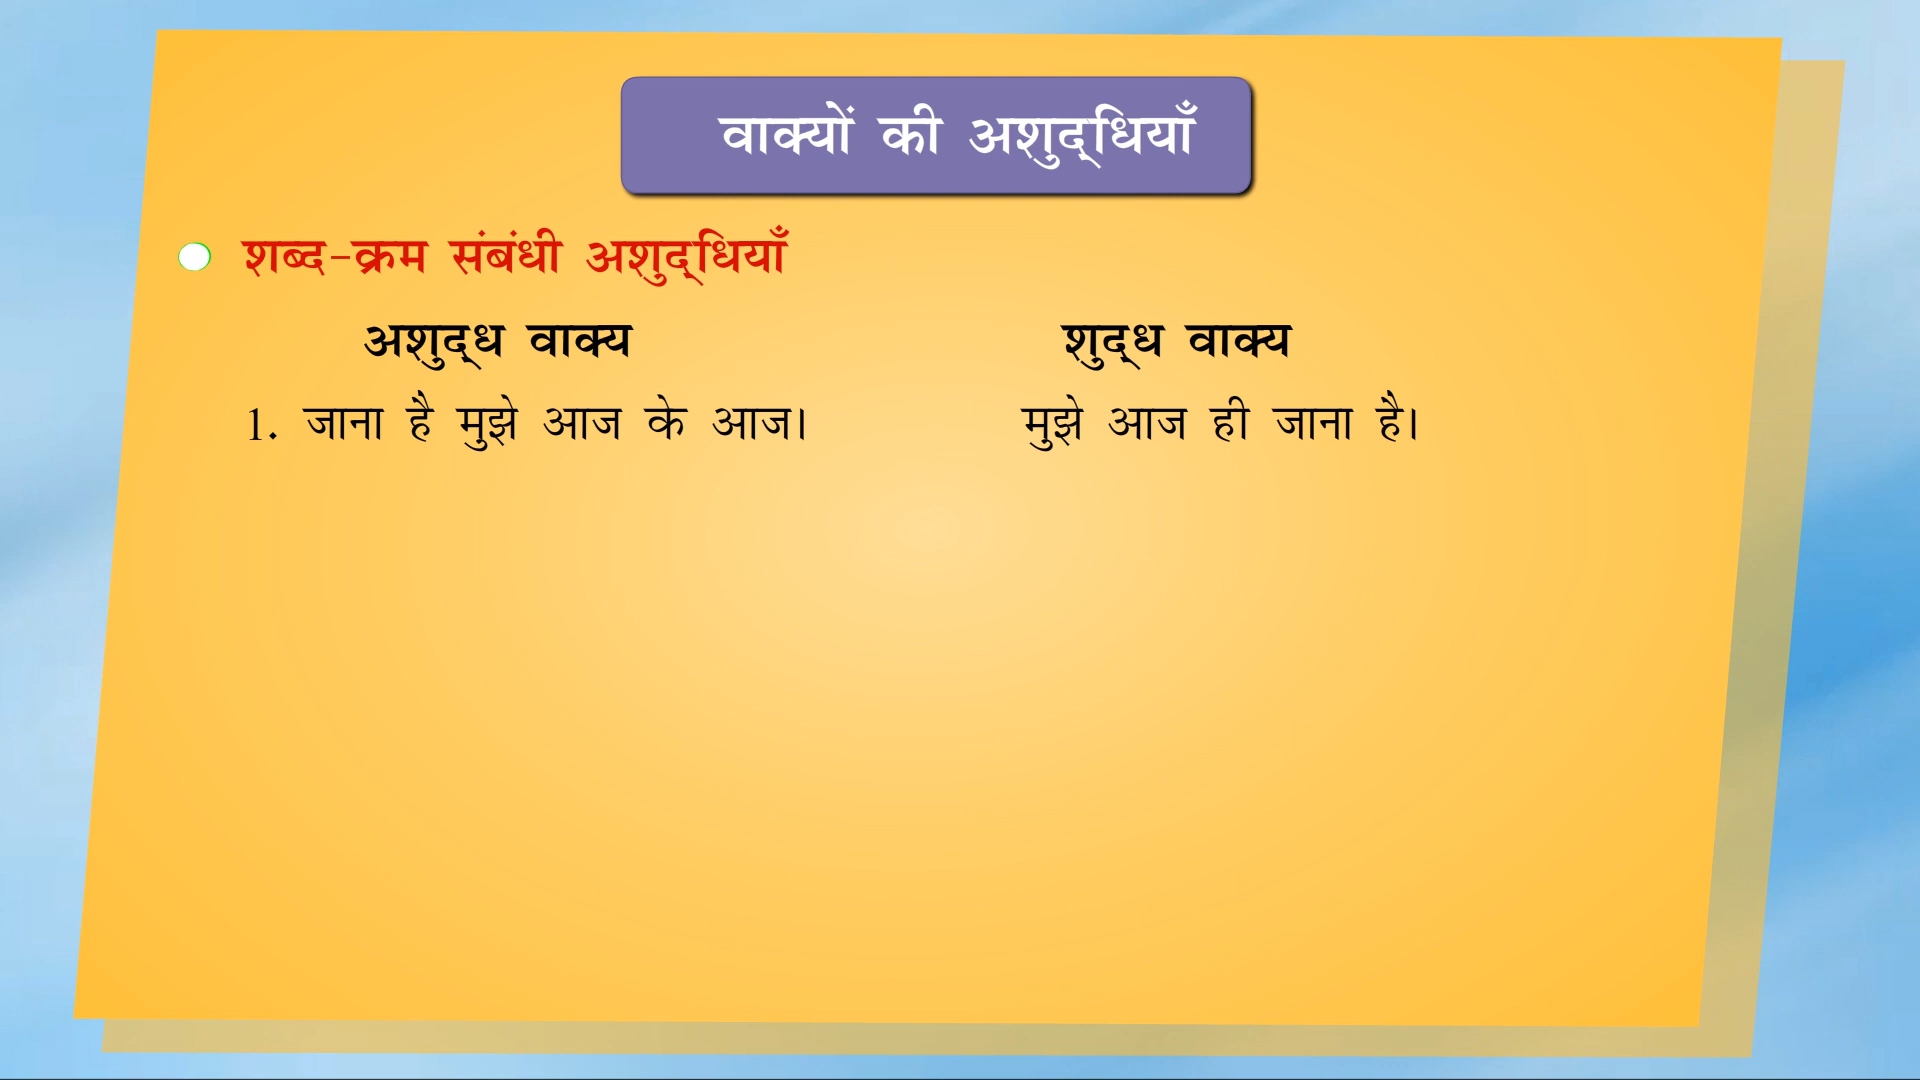 वाक्यों की अशुद्‌धियाँ
शब्द-क्रम संबंधी अशुद्‌धियाँ
अशुद्‌ध वाक्य शुद्‌ध वाक्य
1. जाना है मुझे आज के आज। मुझे आज ही जाना है।